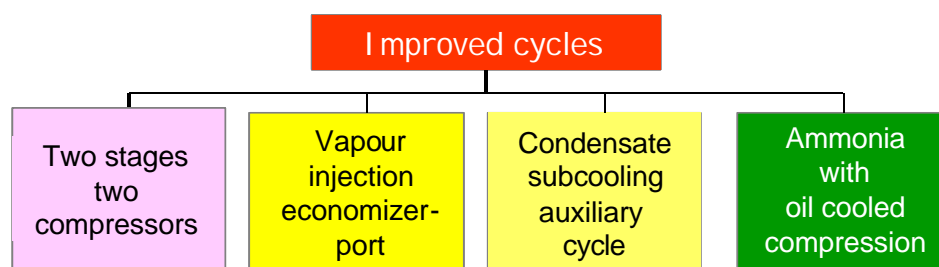 Improved cycles
Two stages
two
compressors
Vapour
injection
economizer-
port
Condensate
subcooling
auxiliary
cycle
Ammonia
with
oil cooled
compression